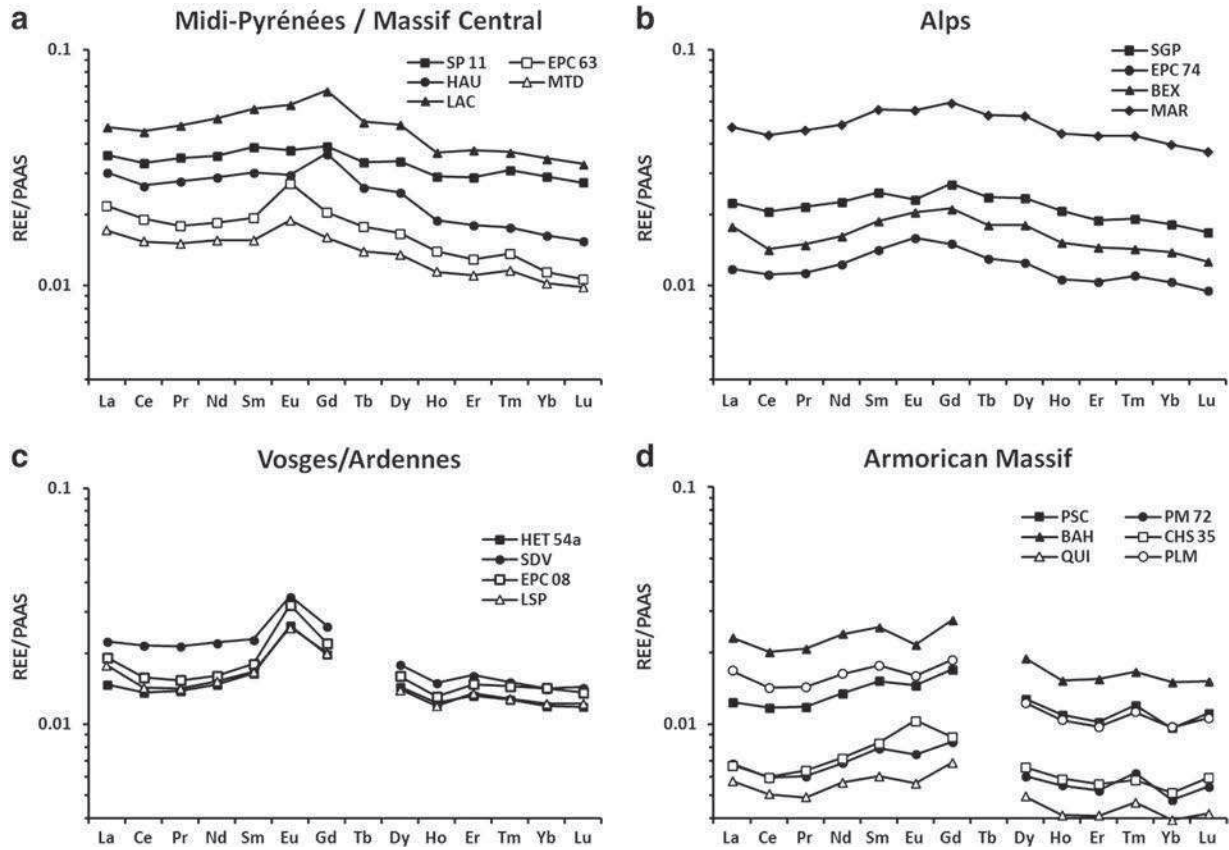 a
Midi-Pyrénées / Massif Central
SP 11
EPC 63
HAU
MTD
LAC
0.1
0.01
REE/PAAS
La Ce Pr Nd Sm Eu Gd Tb Dy Ho Er Tm Yb Lu
b
Alps
SGP
EPC 74
BEX
MAR
0.1
0.01
REE/PAAS
La Ce Pr Nd Sm Eu Gd Tb Dy Ho Er Tm Yb Lu
c
Vosges/Ardennes
HET 54a
SDV
EPC 08
LSP
0.1
0.01
REE/PAAS
La Ce Pr Nd Sm Eu Gd Tb Dy Ho Er Tm Yb Lu
d
Armorican Massif
PSC
PM 72
BAH
CHS 35
QUI
PLM
0.1
0.01
REE/PAAS
La Ce Pr Nd Sm Eu Gd Tb Dy Ho Er Tm Yb Lu